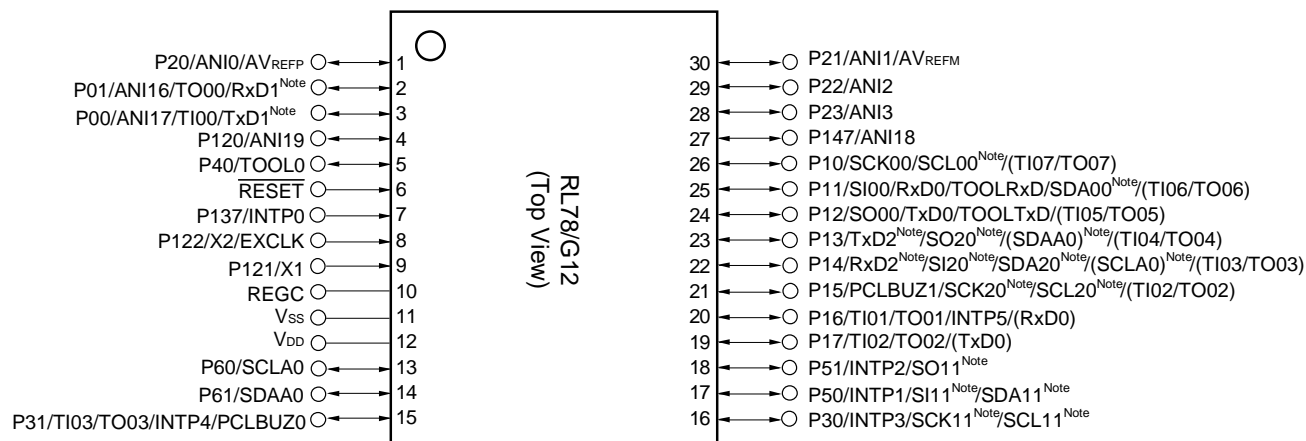 P20/ANI0/AVREFP 1
P01/ANI16/TO00/RxD1Note 2
P00/ANI17/TI00/TxD1Note 3
P120/ANI19 4
P40/TOOL0 5
RESET 6
P137/INTP0 7
P122/X2/EXCLK 8
P121/X1 9
REGC 10
VSS 11
VDD 12
P60/SCLA0 13
P61/SDAA0 14
P31/TI03/TO03/INTP4/PCLBUZ0 15
RL78/G12
(Top View)
30 P21/ANI1/AVREFM
29 P22/ANI2
28 P23/ANI3
27 P147/ANI18
26 P10/SCK00/SCL00Note/(TI07/TO07)
25 P11/SI00/RxD0/TOOLRxD/SDA00Note/(TI06/TO06)
24 P12/SO00/TxD0/TOOLTxD/(TI05/TO05)
23 P13/TxD2Note/SO20Note/(SDAA0)Note/(TI04/TO04)
22 P14/RxD2Note/SI20Note/SDA20Note/(SCLA0)Note/(TI03/TO03)
21 P15/PCLBUZ1/SCK20Note/SCL20Note/(TI02/TO02)
20 P16/TI01/TO01/INTP5/(RxD0)
19 P17/TI02/TO02/(TxD0)
18 P51/INTP2/SO11Note
17 P50/INTP1/SI11Note/SDA11Note
16 P30/INTP3/SCK11Note/SCL11Note